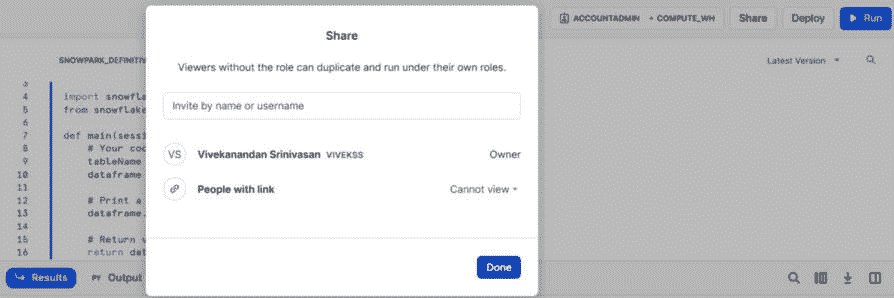 Share
Viewers without the role can duplicate and run under their own roles.
Invite by name or username
VS Vivekanandan Srinivasan VIVEKSS Owner
People with link Cannot view
Done
ACCOUNTADMIN COMPUTE_WH Share Deploy Run
SNOWPARK_DEFINITIV Latest Version
3
4 import snowfla
5 from snowflake
6
7 def main(sessi
8 # Your cod
9 tableName
10 dataframe
11
12 # Print a
13 dataframe.
14
15 # Return v
16 return dat
Results PY Output